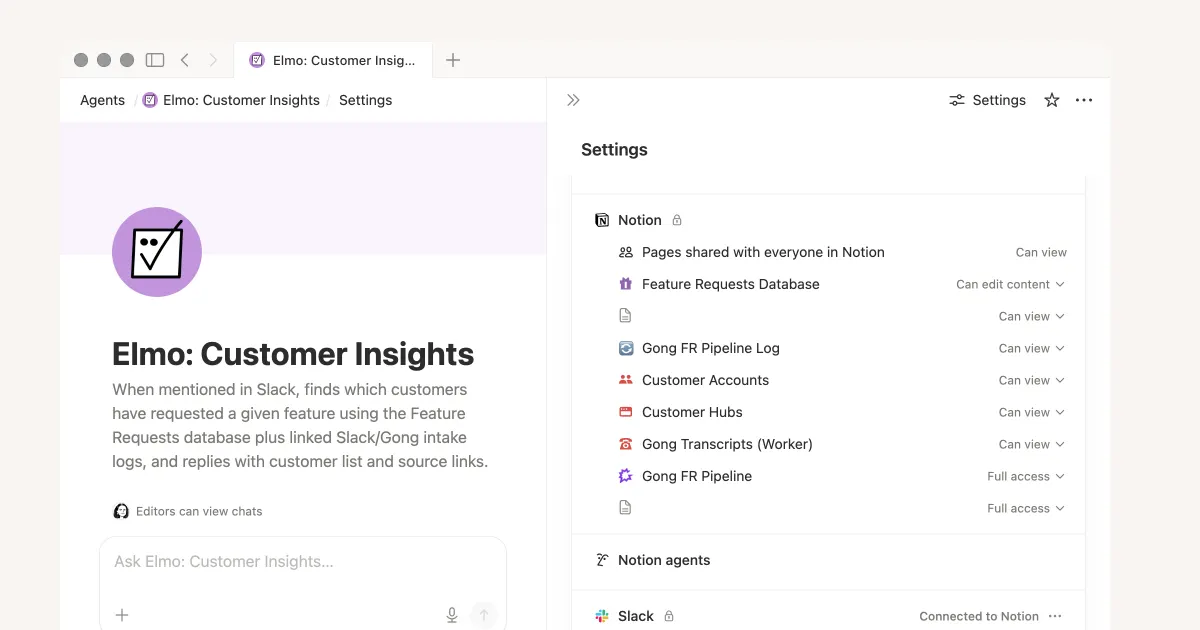 Elmo: Customer Insig...
Agents / Elmo: Customer Insights / Settings
Settings
Elmo: Customer Insights
When mentioned in Slack, finds which customers
have requested a given feature using the Feature
Requests database plus linked Slack/Gong intake
logs, and replies with customer list and source links.
Editors can view chats
Ask Elmo: Customer Insights...
Settings
Notion
Pages shared with everyone in Notion Can view
Feature Requests Database Can edit content
Can view
Gong FR Pipeline Log Can view
Customer Accounts Can view
Customer Hubs Can view
Gong Transcripts (Worker) Can view
Gong FR Pipeline Full access
Full access
Notion agents
Slack Connected to Notion